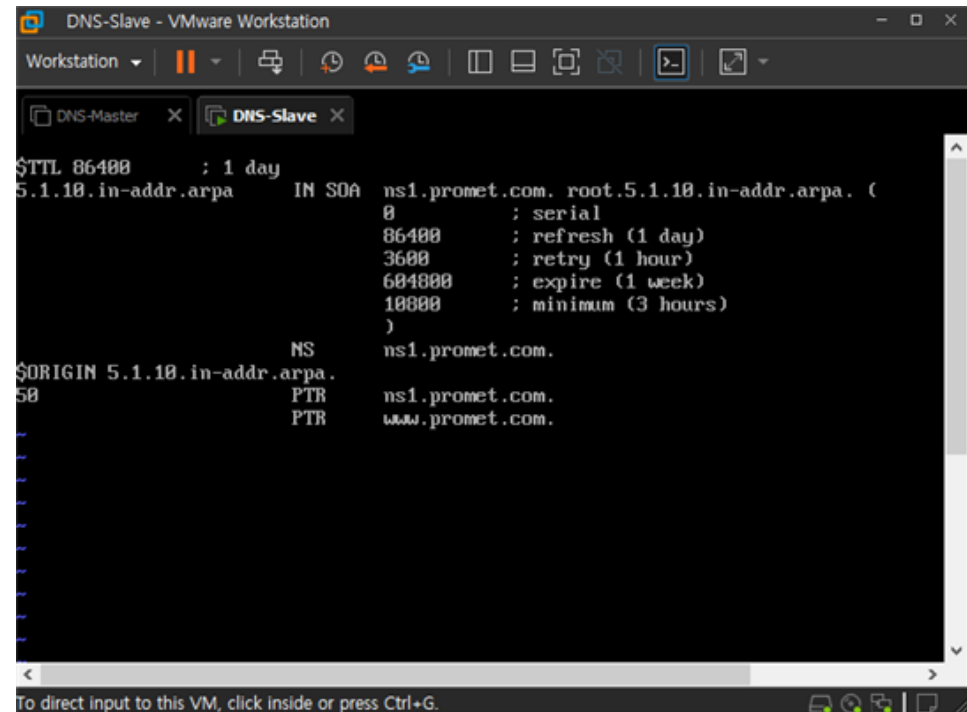 DNS-Slave - VMware Workstation
Workstation
DNS-Master
DNS-Slave
$TTL 86400 ; 1 day
5.1.10.in-addr.arpa IN SOA ns1.promet.com. root.5.1.10.in-addr.arpa. (
0 ; serial
86400 ; refresh (1 day)
3600 ; retry (1 hour)
604800 ; expire (1 week)
10800 ; minimum (3 hours)
)
NS ns1.promet.com.
$ORIGIN 5.1.10.in-addr.arpa.
50 PTR ns1.promet.com.
PTR www.promet.com.
~
~
~
~
~
~
~
~
~
~
To direct input to this VM, click inside or press Ctrl+G.